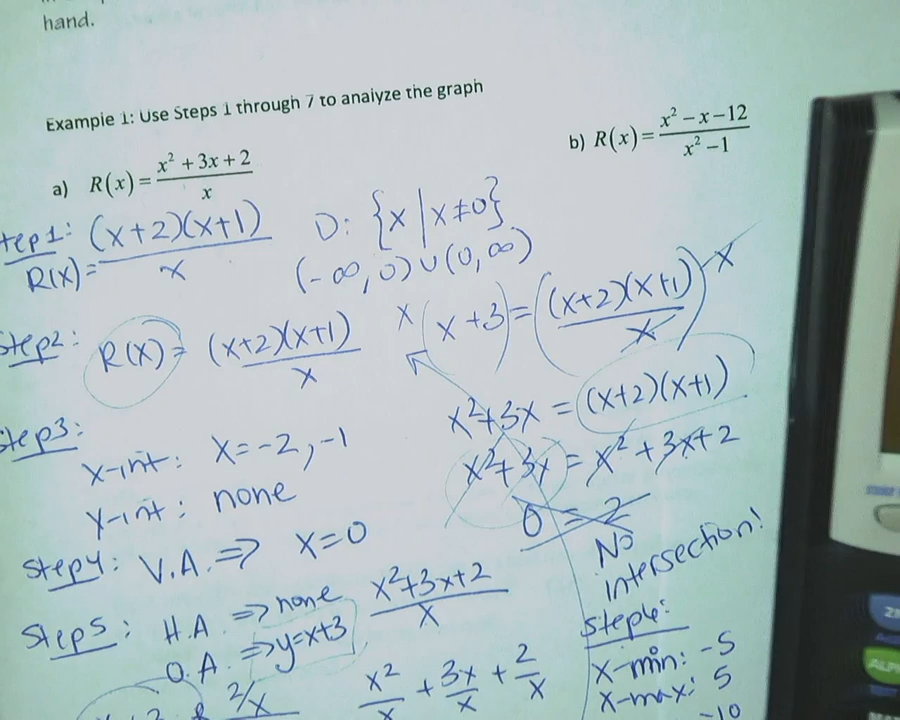 hand.
Example 1: Use Steps 1 through 7 to analyze the graph
a) R(x) = (x² + 3x + 2)/x
b) R(x) = (x² - x - 12)/(x² - 1)
tep1: R(x) = (x+2)(x+1)/x
D: {x | x ≠ 0}
(-∞, 0) ∪ (0, ∞)
Step2: R(x) = (x+2)(x+1)/x
x(x+3) = ((x+2)(x+1)/x) · x
x²+3x = (x+2)(x+1)
x²+3x = x²+3x+2
0 = 2
No
intersection!
Step3:
x-int: x = -2, -1
y-int: none
Step4: V.A. ⇒ x=0
Step5: H.A. ⇒ none
O.A. ⇒ y=x+3
(x²+3x+2)/x
x²/x + 3x/x + 2/x
2/x
Step6:
x-min: -5
x-max: 5
-10